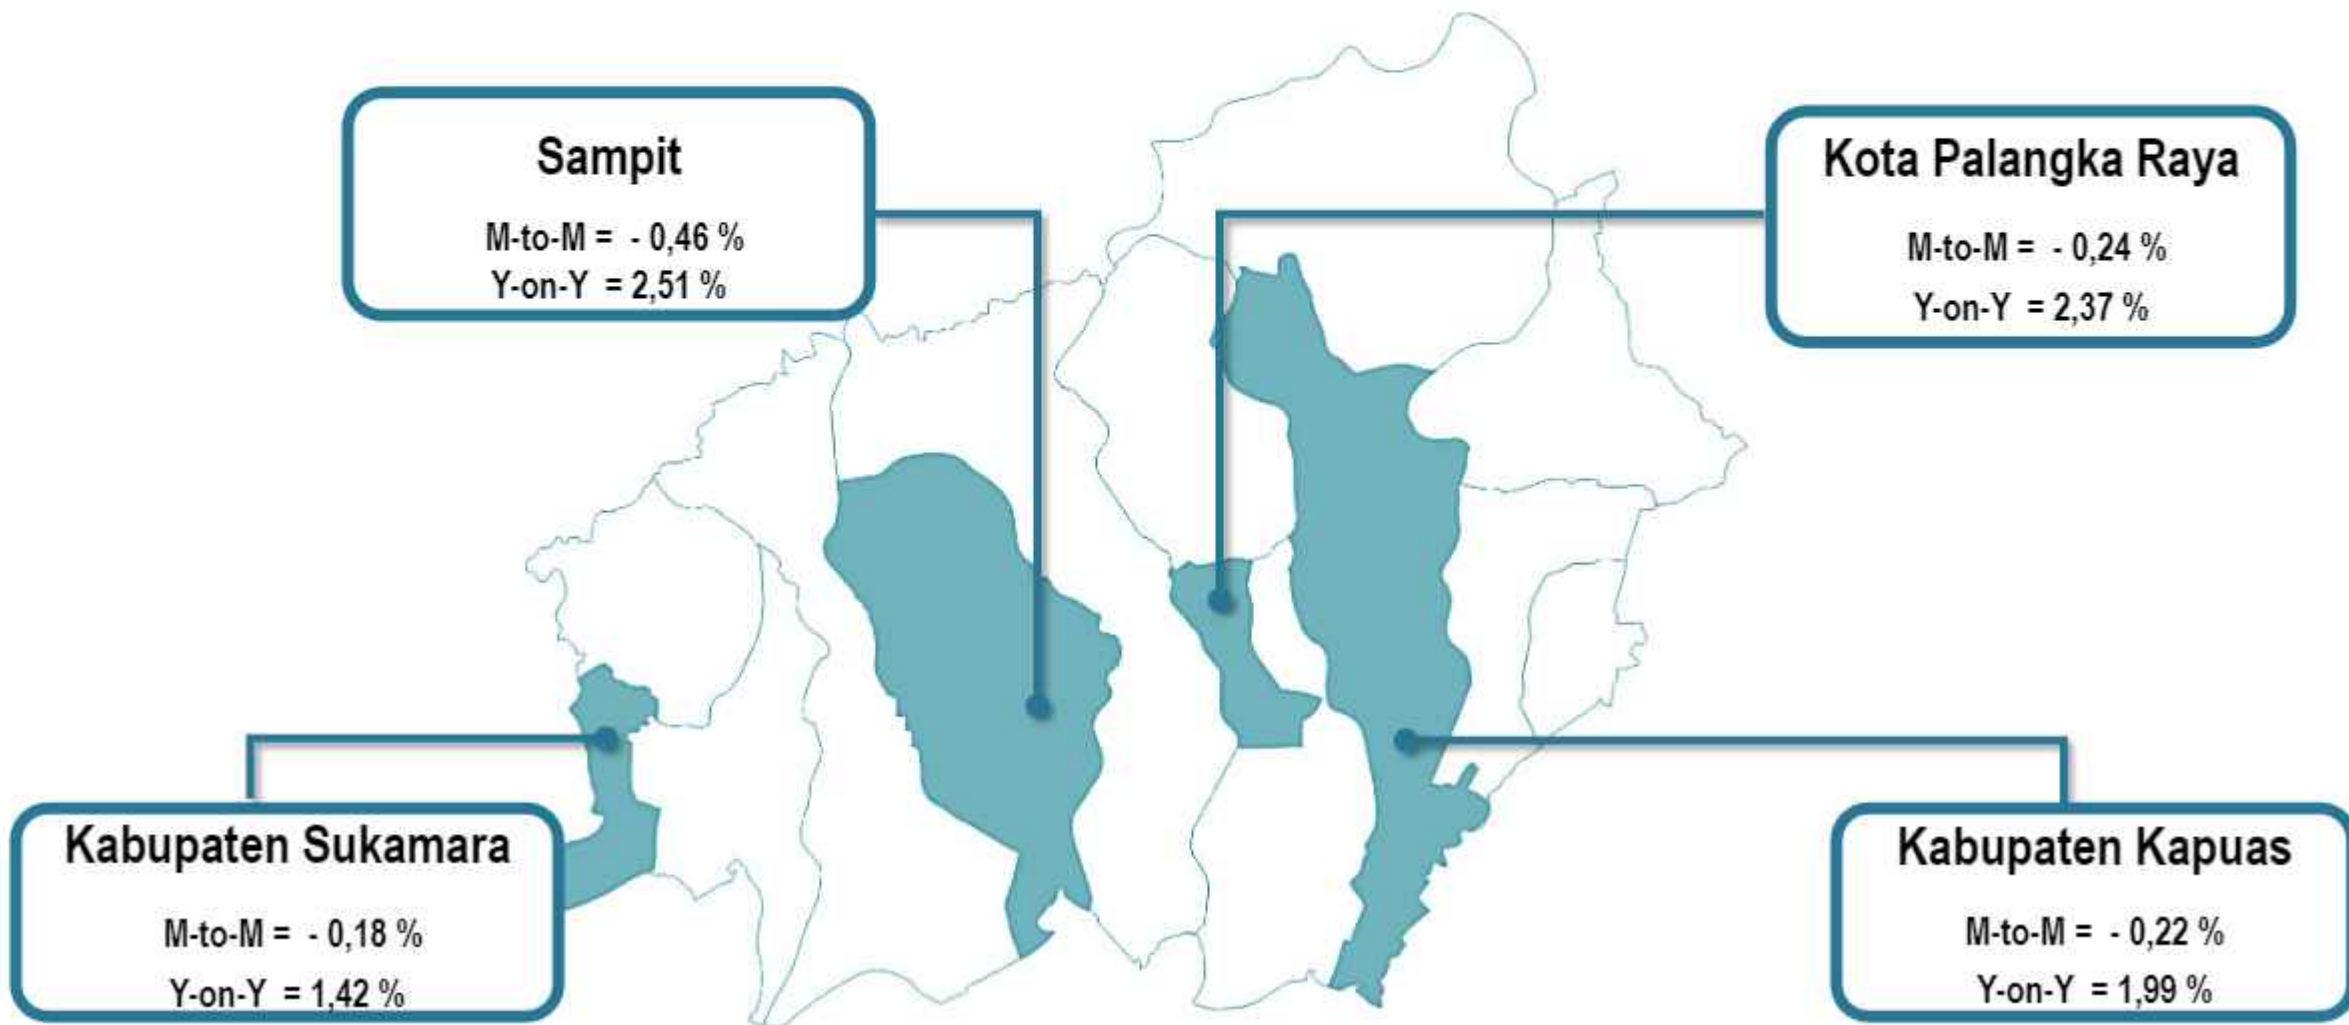 Sampit
M-to-M = - 0,46 %
Y-on-Y = 2,51 %
Kota Palangka Raya
M-to-M = - 0,24 %
Y-on-Y = 2,37 %
Kabupaten Sukamara
M-to-M = - 0,18 %
Y-on-Y = 1,42 %
Kabupaten Kapuas
M-to-M = - 0,22 %
Y-on-Y = 1,99 %